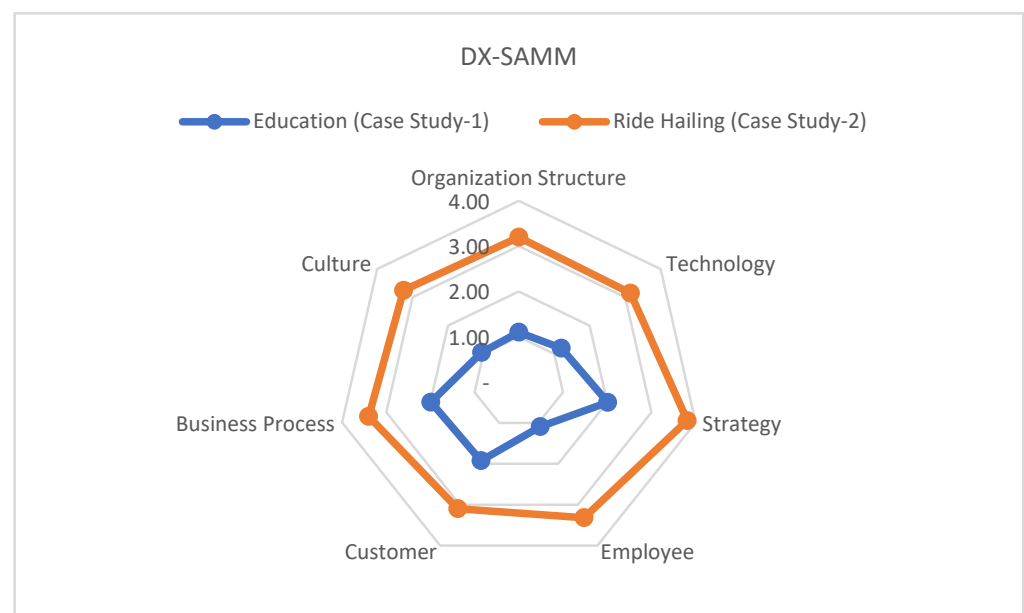 DX-SAMM
Education (Case Study-1) Ride Hailing (Case Study-2)
Organization Structure
4.00
3.00
Culture Technology
2.00
1.00
-
Business Process Strategy
Customer Employee